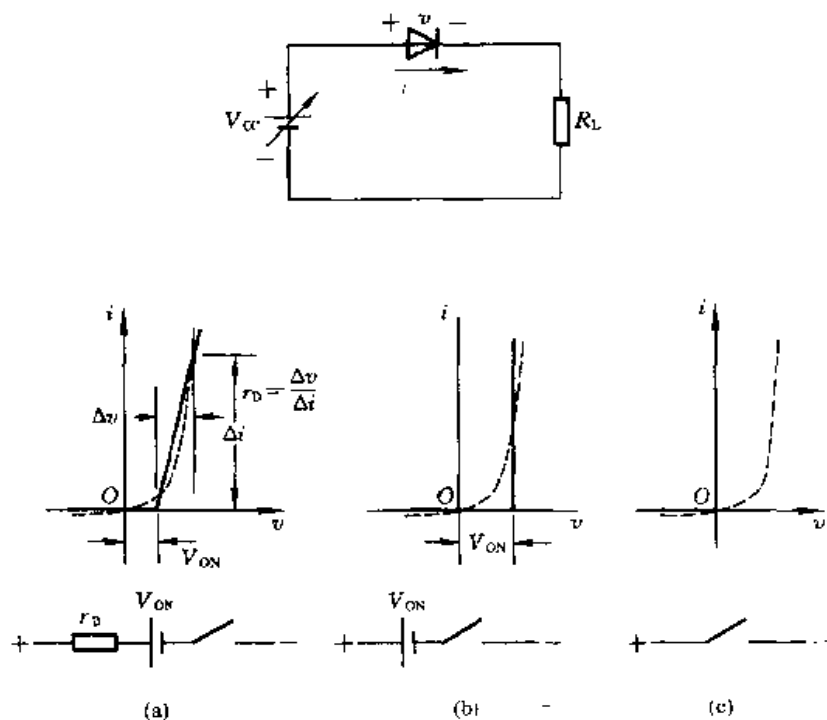 + v −
i
+
V_CC
−
R_L
i
r_D = Δv/Δi
Δv
Δi
O
v
V_ON
i
O
v
V_ON
i
O
v
r_D V_ON
+ −
V_ON
+ −
+ −
(a) (b) (c)